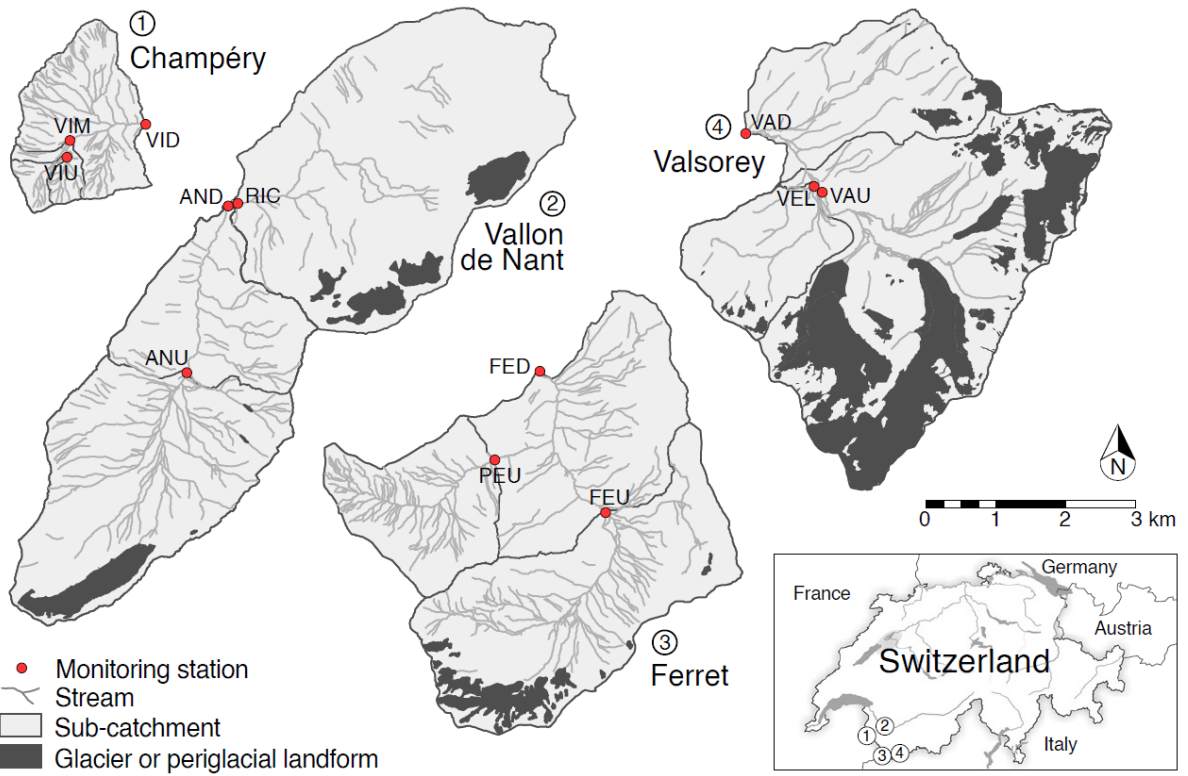 ① Champéry
VIM
VID
VIU
AND
RIC
② Vallon
de Nant
ANU
④ Valsorey
VAD
VEL
VAU
FED
PEU
FEU
③ Ferret
N
0 1 2 3 km
Monitoring station
Stream
Sub-catchment
Glacier or periglacial landform
Germany
France
Austria
Switzerland
Italy
①
②
③
④